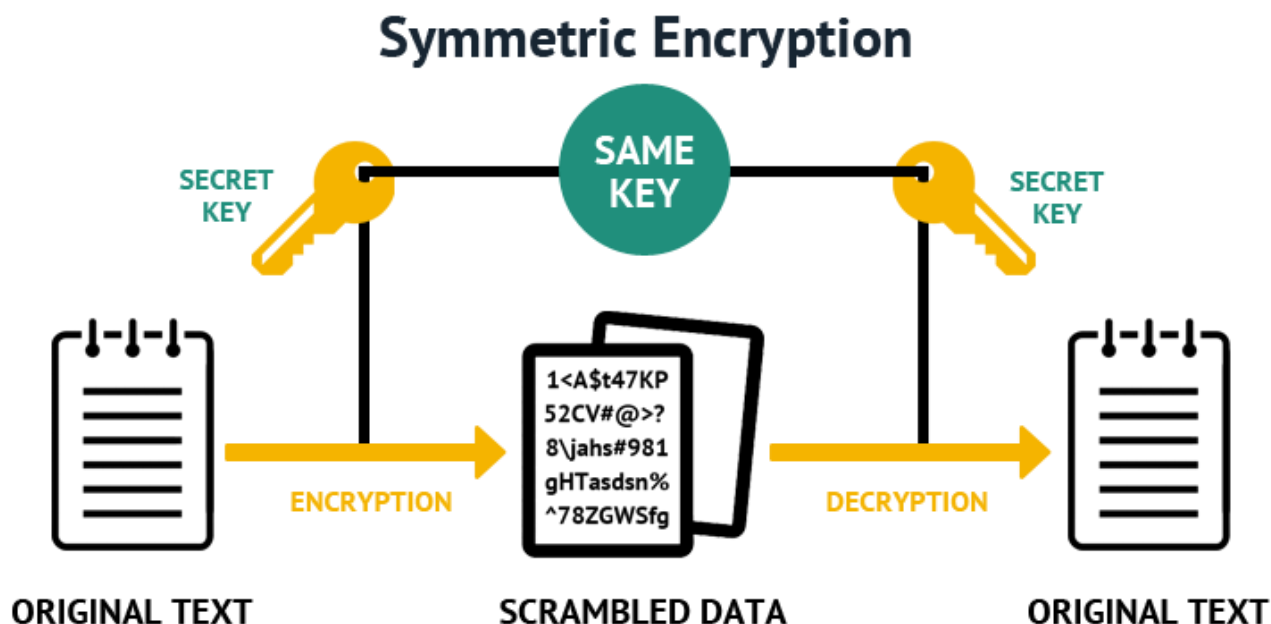 Symmetric Encryption
SAME
KEY
SECRET
KEY
SECRET
KEY
1<A$t47KP
52CV#@>?
8\jahs#981
gHTasdsn%
^78ZGWSfg
ENCRYPTION
DECRYPTION
ORIGINAL TEXT
SCRAMBLED DATA
ORIGINAL TEXT